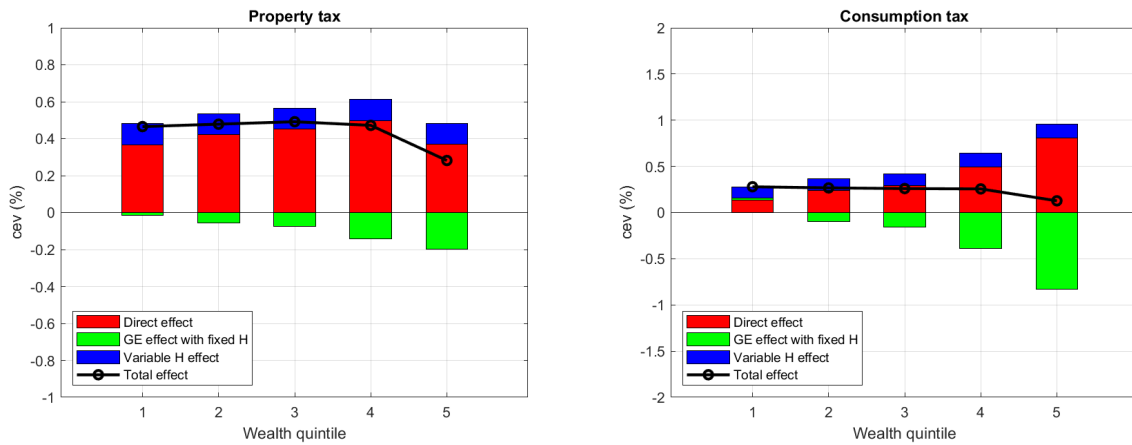 Property tax
1
0.8
0.6
0.4
0.2
0
-0.2
-0.4
-0.6
-0.8
-1
cev (%)
Direct effect
GE effect with fixed H
Variable H effect
Total effect
1 2 3 4 5
Wealth quintile
Consumption tax
2
1.5
1
0.5
0
-0.5
-1
-1.5
-2
cev (%)
Direct effect
GE effect with fixed H
Variable H effect
Total effect
1 2 3 4 5
Wealth quintile